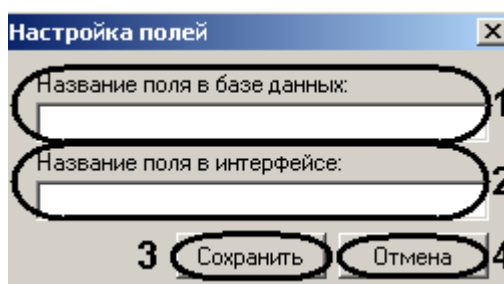 Настройка полей
Название поля в базе данных:
1
Название поля в интерфейсе:
2
3 Сохранить Отмена 4